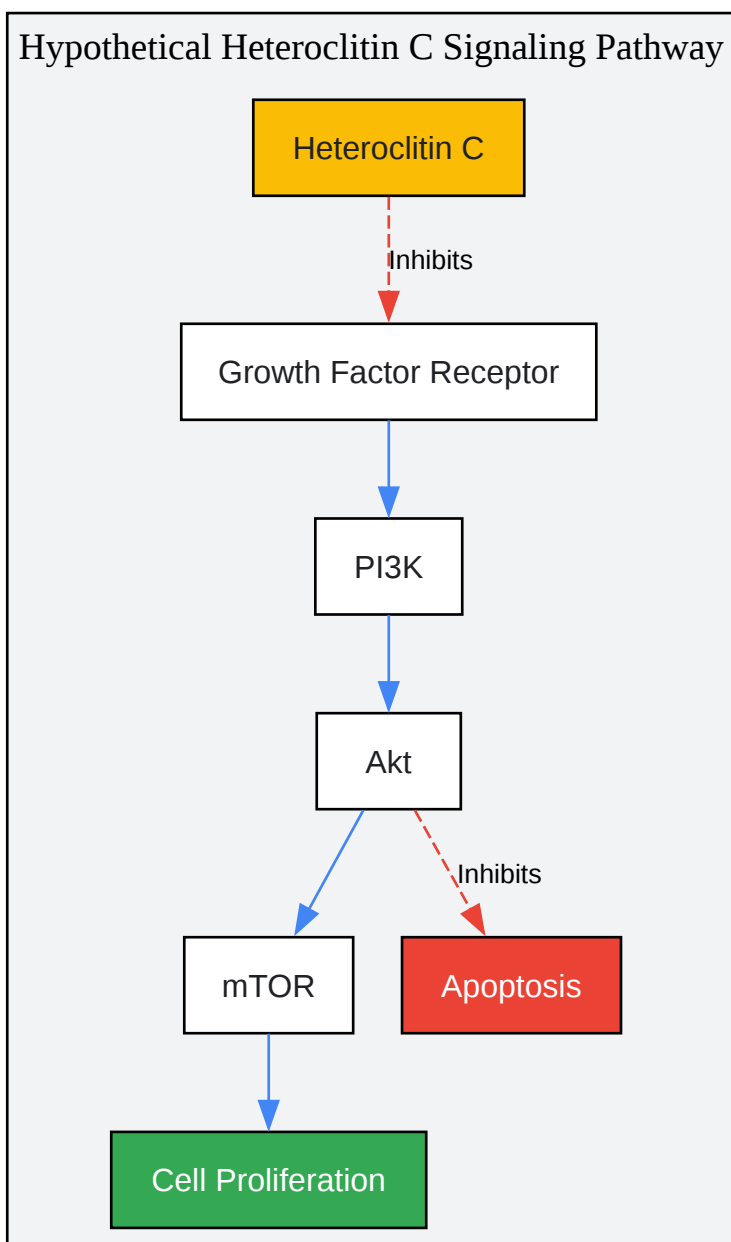 Hypothetical Heteroclitin C Signaling Pathway
Heteroclitin C
Inhibits
Growth Factor Receptor
PI3K
Akt
Inhibits
mTOR
Apoptosis
Cell Proliferation